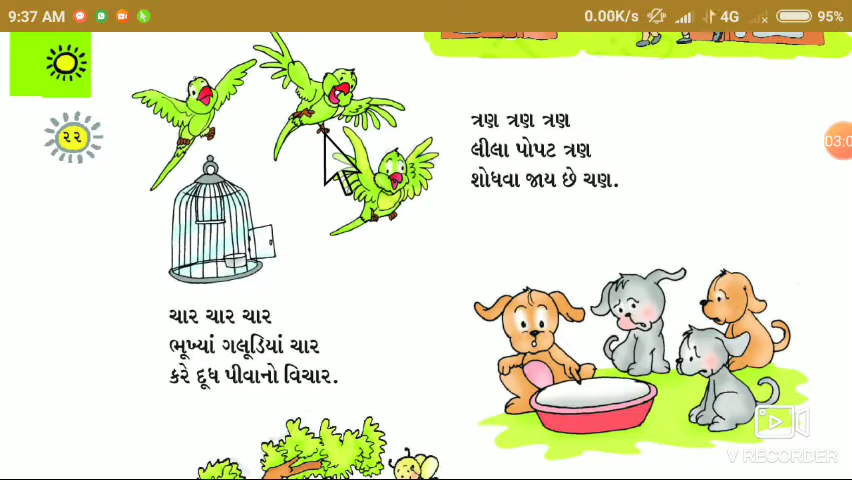 9:37 AM
0.00K/s
4G
95%
૨૨
ત્રણ ત્રણ ત્રણ
લીલા પોપટ ત્રણ
શોધવા જાય છે ચણ.
03:0
ચાર ચાર ચાર
ભૂખ્યાં ગલૂડિયાં ચાર
કરે દૂધ પીવાનો વિચાર.
V RECORDER